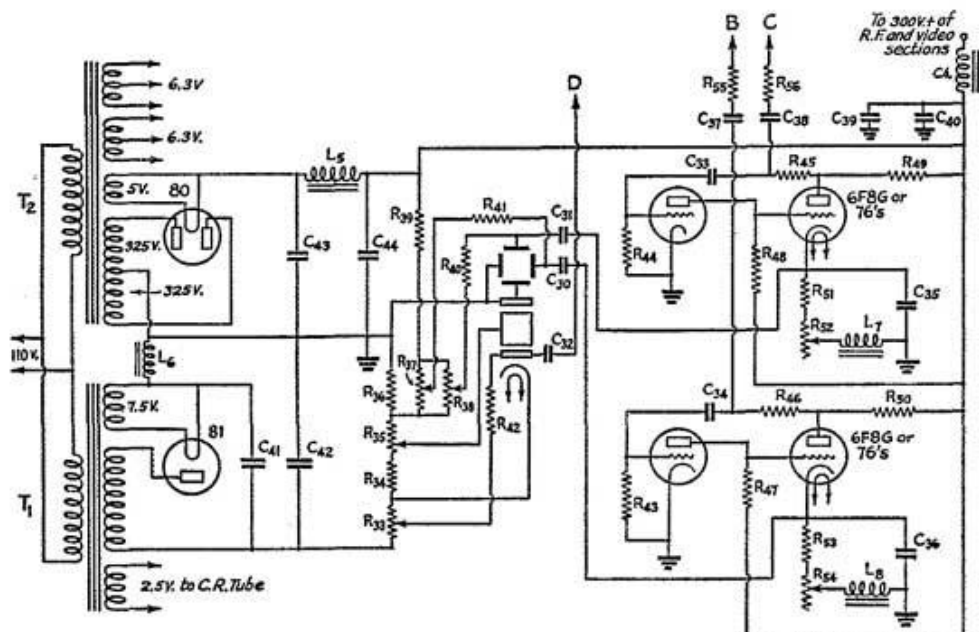 B C
To 300V.+ of
R.F. and video
sections
Ch.
D
R55 R56
C37 C38
C39 C40
6.3V
6.3V.
T2
5V. 80
L5
325V.
325V.
C43 C44
R39 R41
C31
R40
C30
C33 R45 R49
6F8G or
76's
R44 R48
R51
C35
R52
L7
110V.
L6
C32
R37
R36 R38
R42
R35
R34
R33
7.5V. 81
C41 C42
T1
2.5V. to C.R. Tube
C34 R46 R50
6F8G or
76's
R43 R47
R53
C36
R54
L8